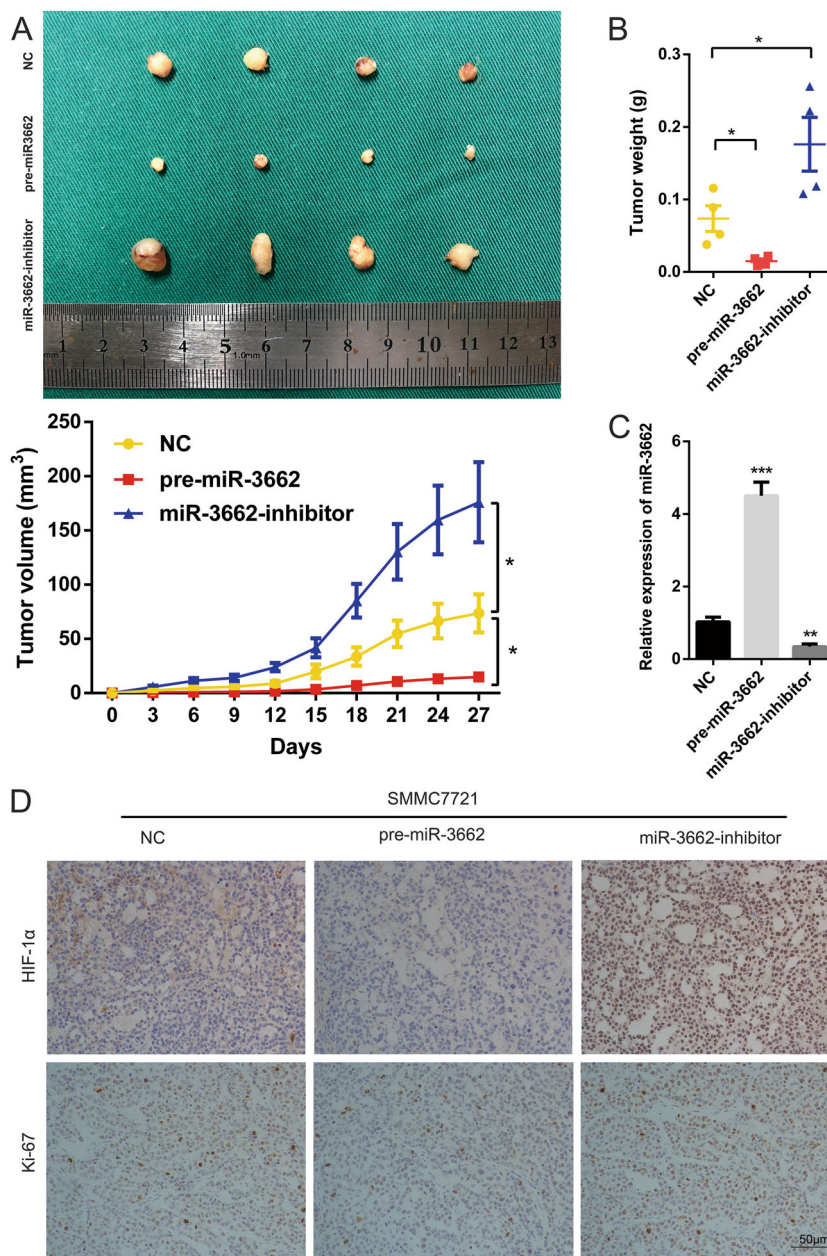 A
NC
pre-miR3662
miR-3662-inhibitor
1 2 3 4 5 6 7 8 9 10 11 12 13
1.0mm
Tumor volume (mm³)
250
200
150
100
50
0
NC
pre-miR-3662
miR-3662-inhibitor
*
*
0 3 6 9 12 15 18 21 24 27
Days
B
Tumor weight (g)
0.3
0.2
0.1
0.0
*
*
NC
pre-miR-3662
miR-3662-inhibitor
C
Relative expression of miR-3662
6
4
2
0
***
**
NC
pre-miR-3662
miR-3662-inhibitor
D
SMMC7721
NC pre-miR-3662 miR-3662-inhibitor
HIF-1α
Ki-67
50μm